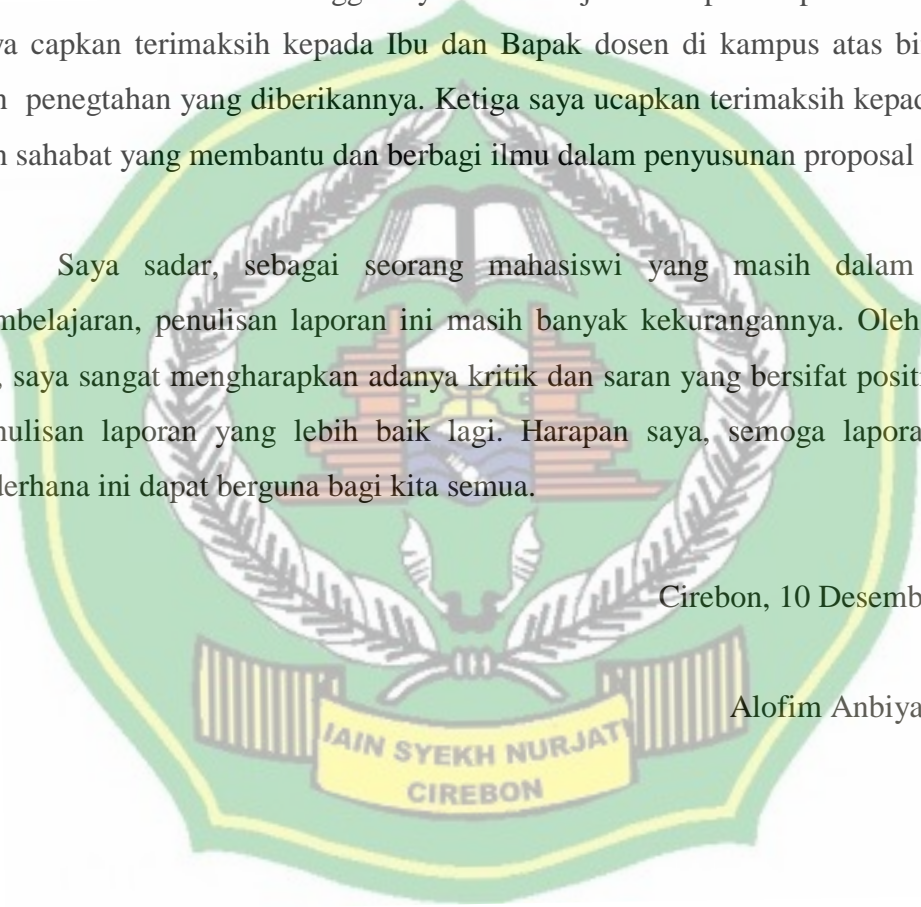 capkan terimaksih kepada Ibu dan Bapak dosen di kampus atas bi
penegtahan yang diberikannya. Ketiga saya ucapkan terimaksih kepad
sahabat yang membantu dan berbagi ilmu dalam penyusunan proposal
Saya sadar, sebagai seorang mahasiswi yang masih dalam
mbelajaran, penulisan laporan ini masih banyak kekurangannya. Oleh
, saya sangat mengharapkan adanya kritik dan saran yang bersifat positi
nulisan laporan yang lebih baik lagi. Harapan saya, semoga lapora
derhana ini dapat berguna bagi kita semua.
Cirebon, 10 Desemb
Alofim Anbiya
IAIN SYEKH NURJATI
CIREBON